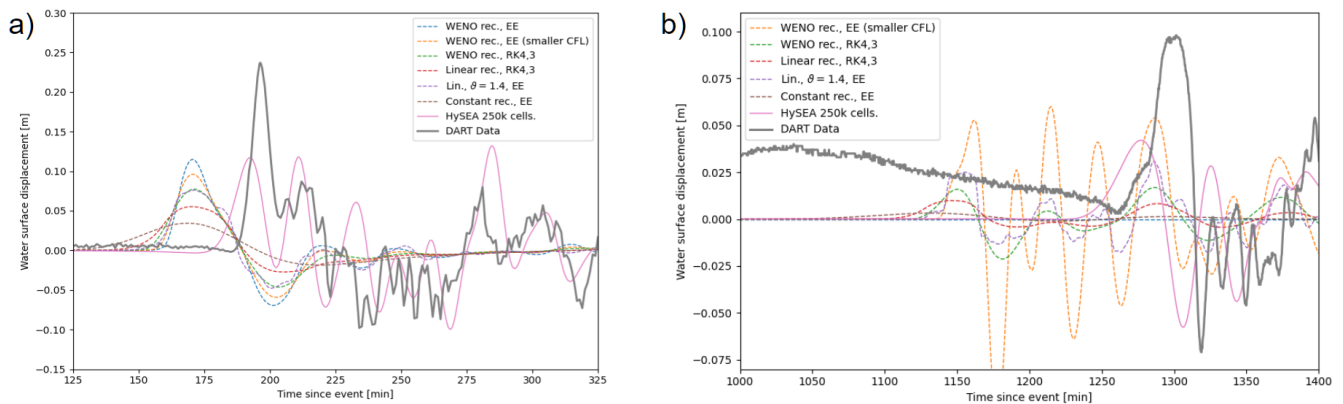 a)
0.30
0.25
0.20
0.15
0.10
0.05
0.00
−0.05
−0.10
−0.15
Water surface displacement [m]
WENO rec., EE
WENO rec., EE (smaller CFL)
WENO rec., RK4,3
Linear rec., RK4,3
Lin., ϑ = 1.4, EE
Constant rec., EE
HySEA 250k cells.
DART Data
125
150
175
200
225
250
275
300
325
Time since event [min]
b)
0.100
0.075
0.050
0.025
0.000
−0.025
−0.050
−0.075
Water surface displacement [m]
WENO rec., EE (smaller CFL)
WENO rec., RK4,3
Linear rec., RK4,3
Lin., ϑ = 1.4, EE
Constant rec., EE
HySEA 250k cells.
DART Data
1000
1050
1100
1150
1200
1250
1300
1350
1400
Time since event [min]